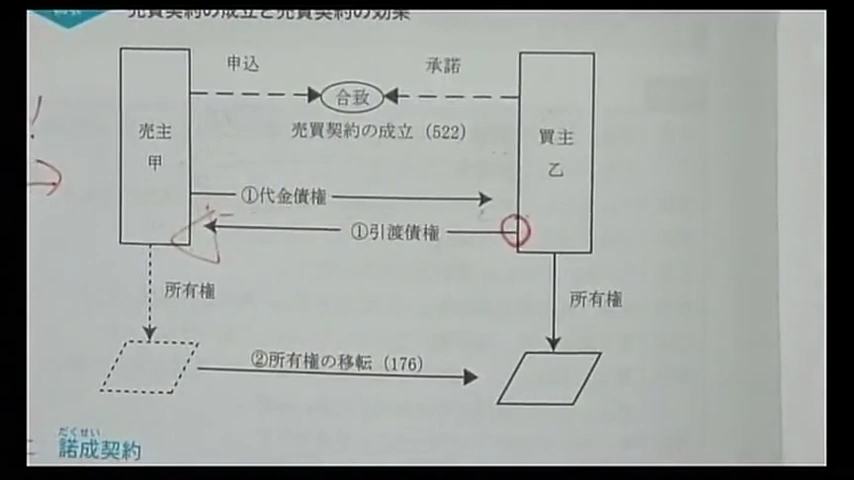 売買契約の成立と売買契約の効果
申込
承諾
合致
売買契約の成立（522）
売主
甲
買主
乙
①代金債権
①引渡債権
所有権
所有権
②所有権の移転（176）
だくせい
諾成契約